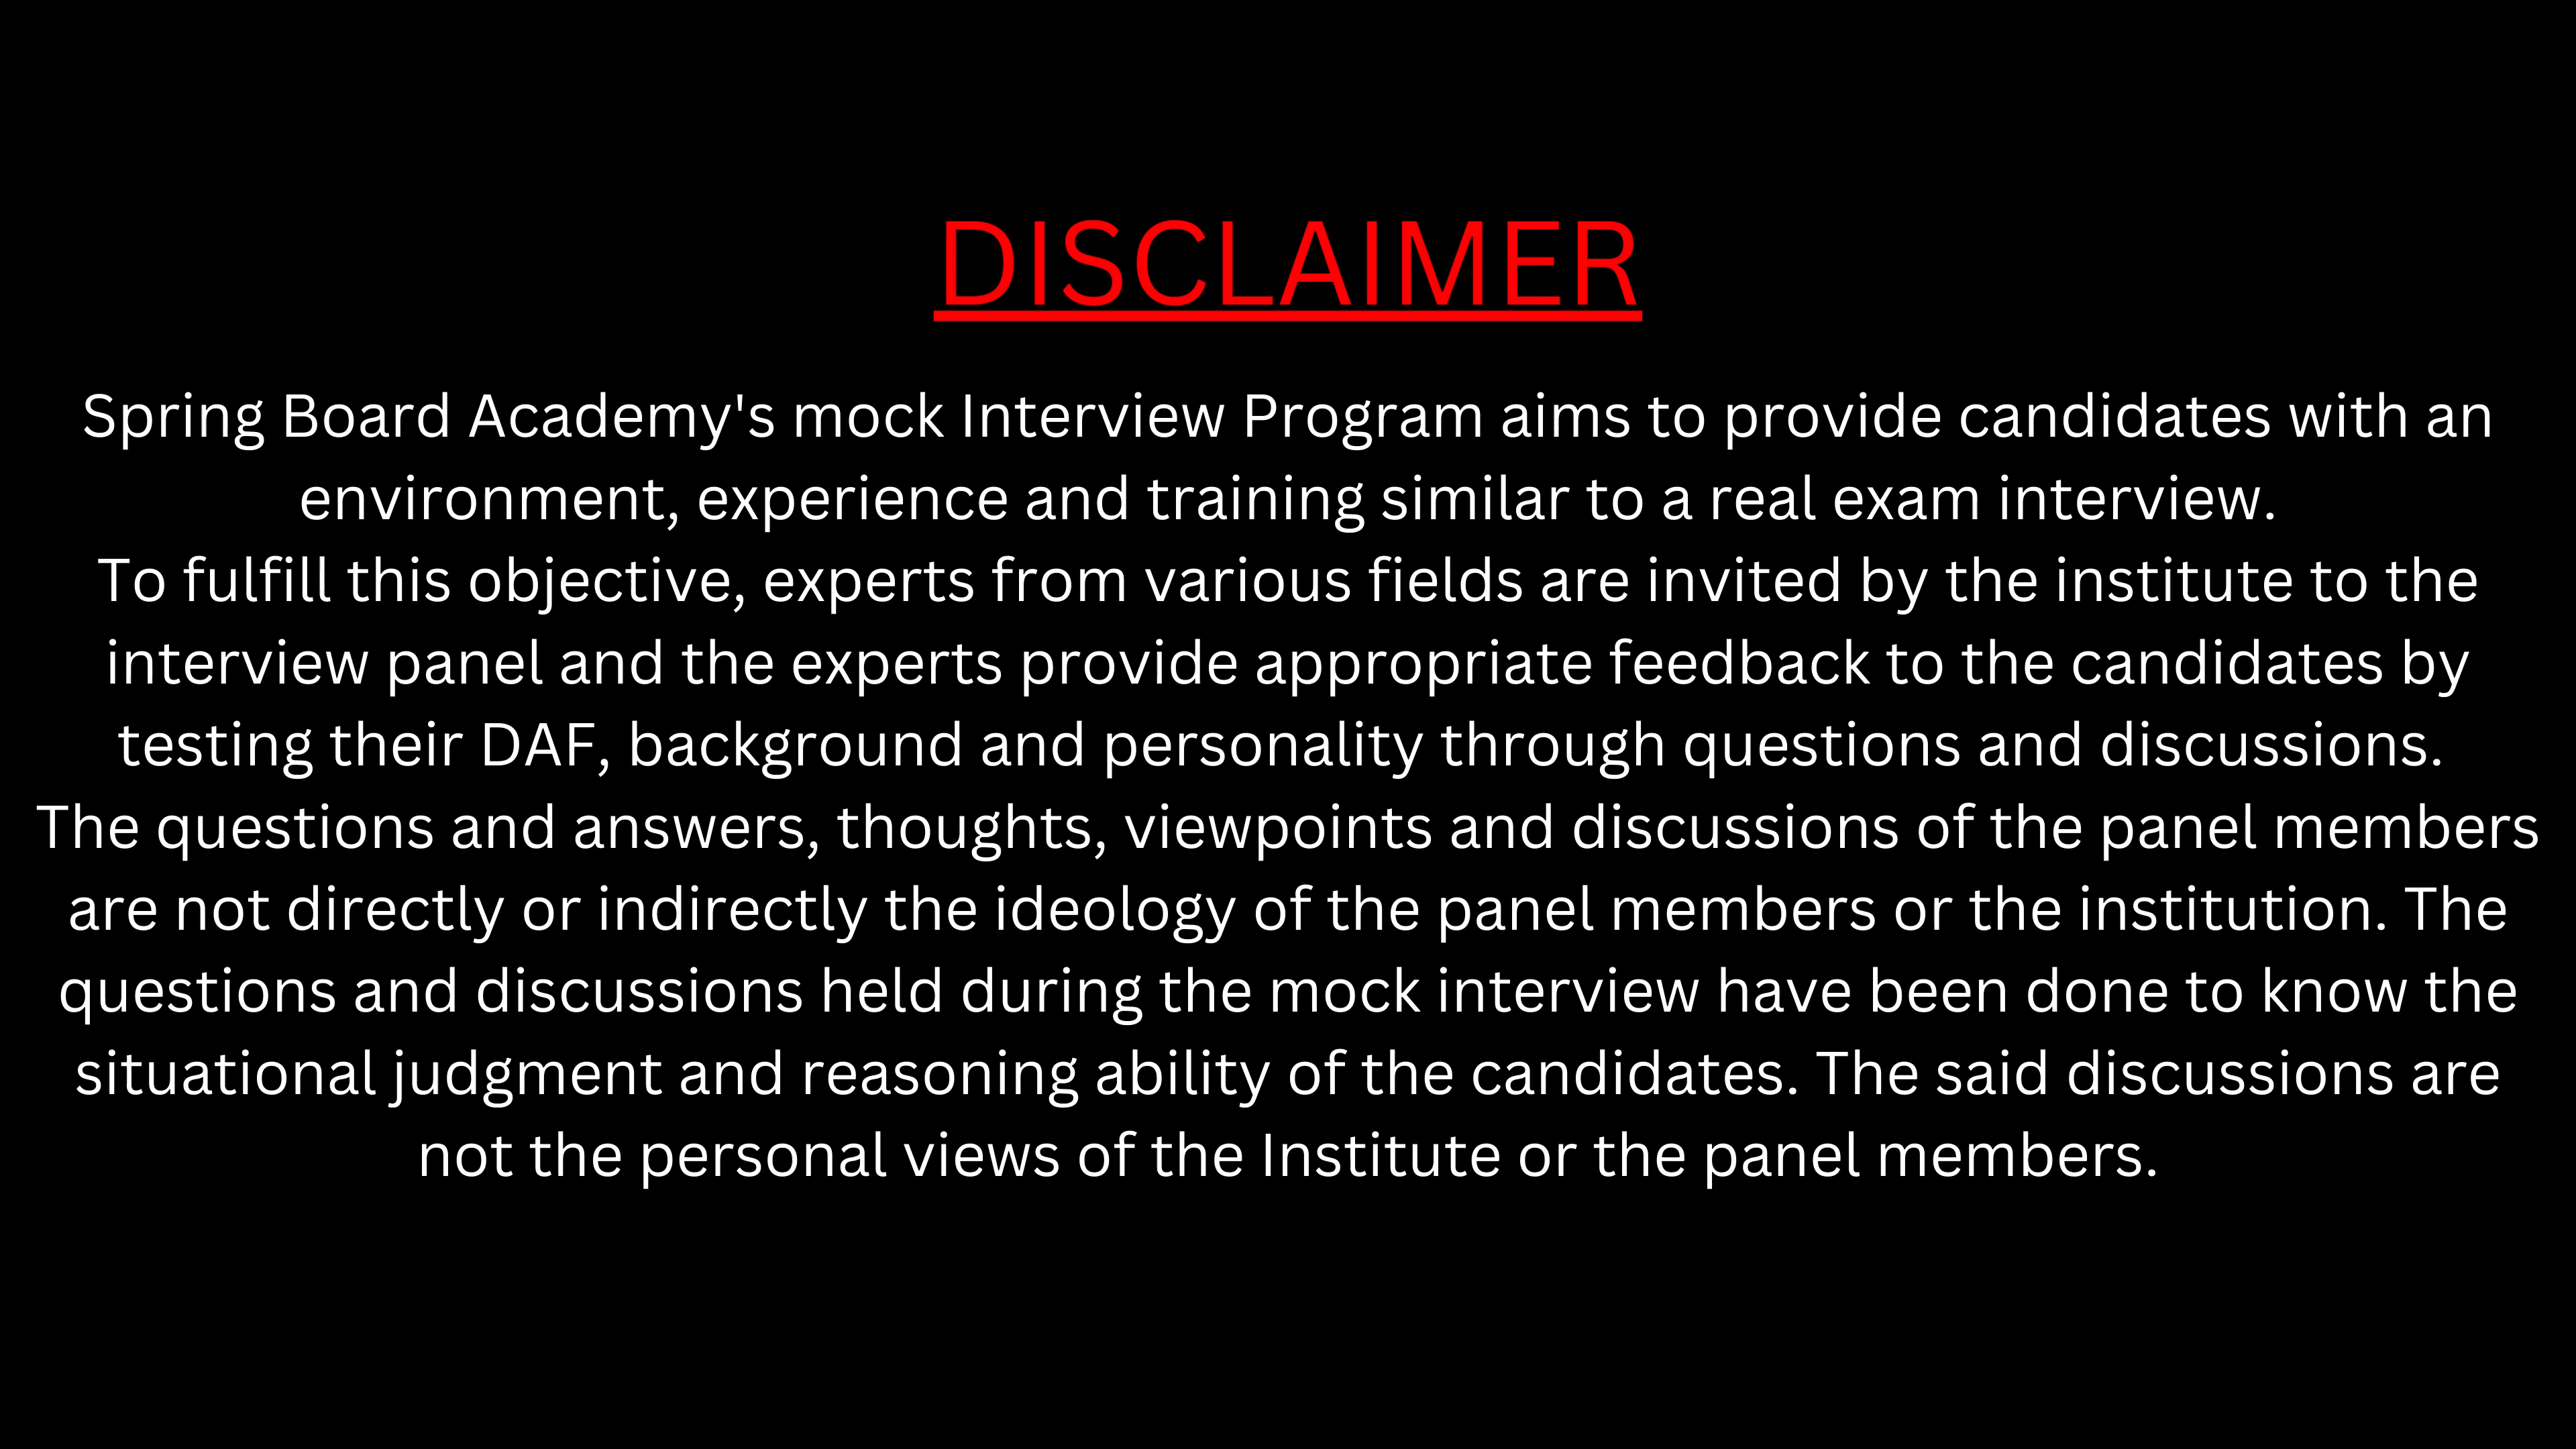 DISCLAIMER
Spring Board Academy's mock Interview Program aims to provide candidates with an
environment, experience and training similar to a real exam interview.
To fulfill this objective, experts from various fields are invited by the institute to the
interview panel and the experts provide appropriate feedback to the candidates by
testing their DAF, background and personality through questions and discussions.
The questions and answers, thoughts, viewpoints and discussions of the panel members
are not directly or indirectly the ideology of the panel members or the institution. The
questions and discussions held during the mock interview have been done to know the
situational judgment and reasoning ability of the candidates. The said discussions are
not the personal views of the Institute or the panel members.